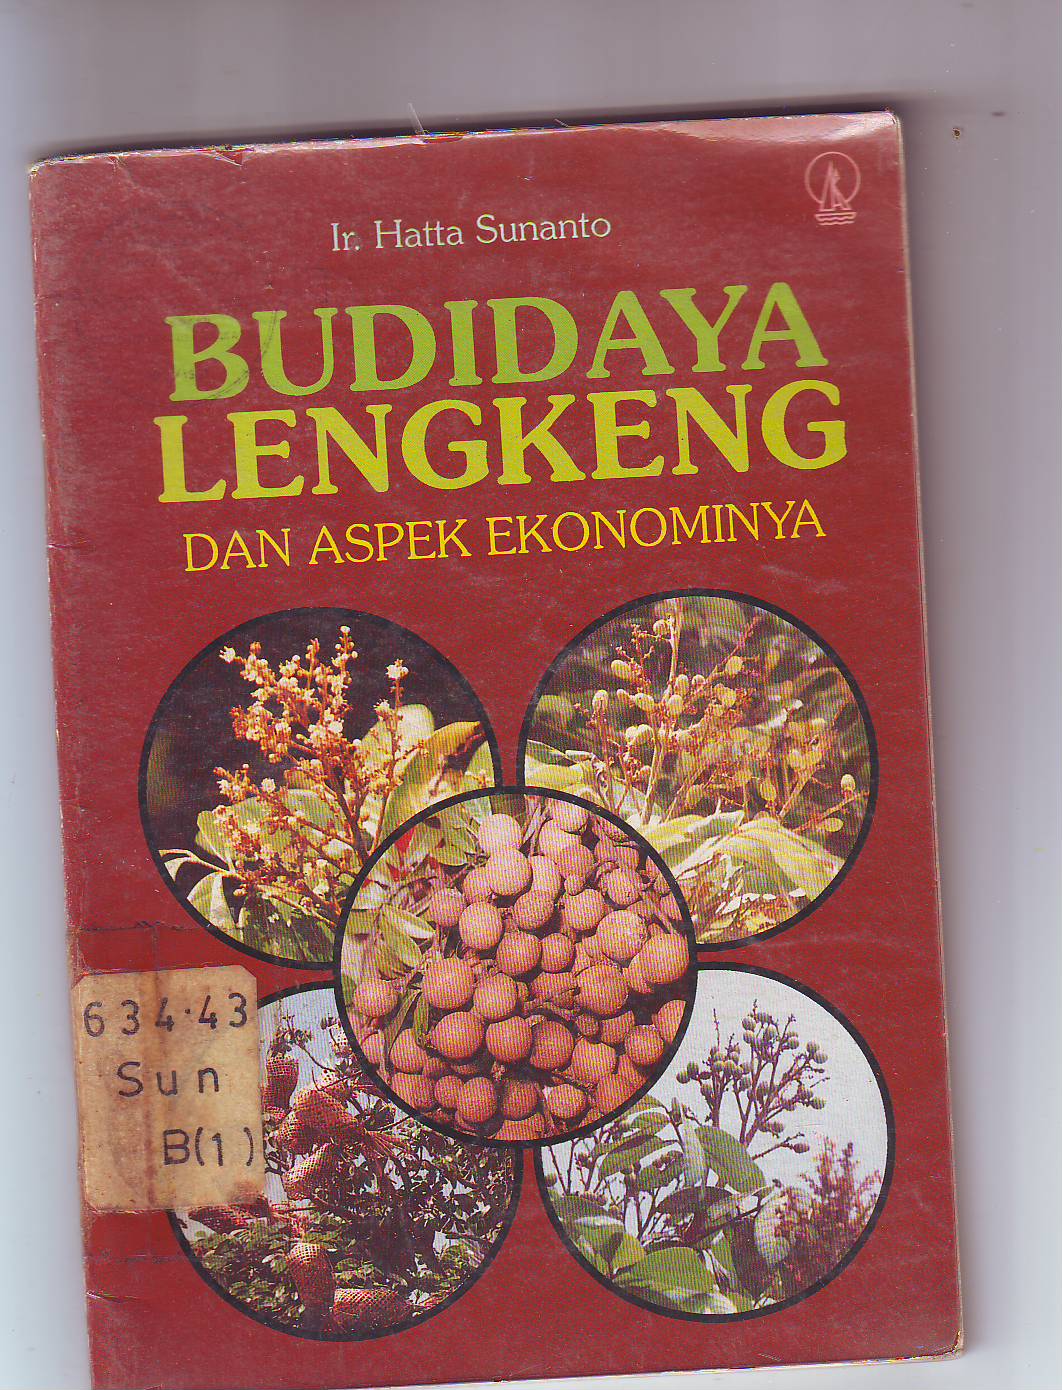 Ir. Hatta Sunanto
BUDIDAYA
LENGKENG
DAN ASPEK EKONOMINYA
634.43
Sun
B(1)